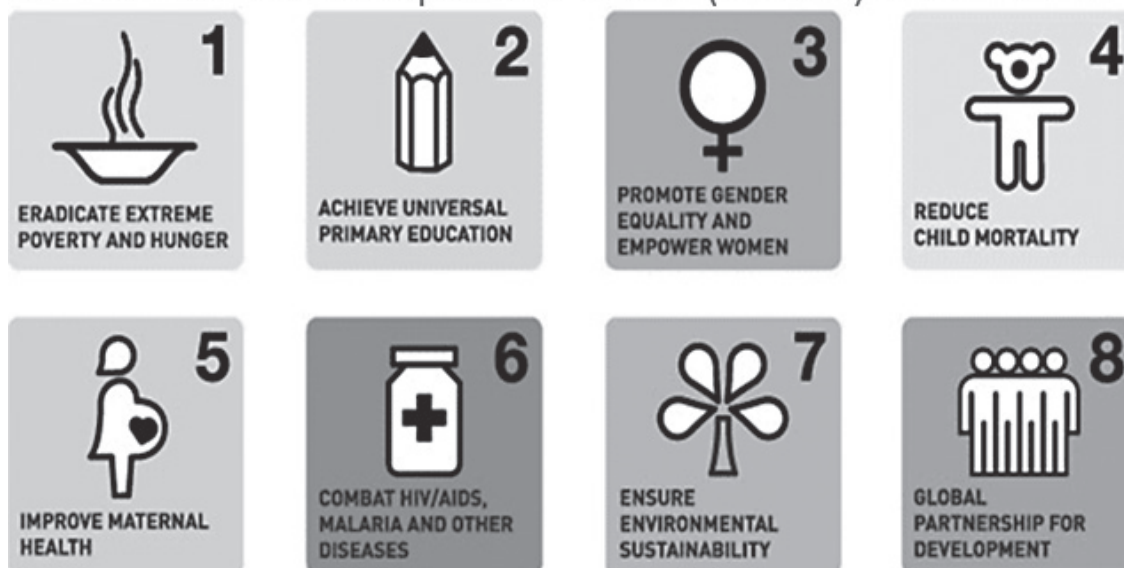 1
ERADICATE EXTREME
POVERTY AND HUNGER
2
ACHIEVE UNIVERSAL
PRIMARY EDUCATION
3
PROMOTE GENDER
EQUALITY AND
EMPOWER WOMEN
4
REDUCE
CHILD MORTALITY
5
IMPROVE MATERNAL
HEALTH
6
COMBAT HIV/AIDS,
MALARIA AND OTHER
DISEASES
7
ENSURE
ENVIRONMENTAL
SUSTAINABILITY
8
GLOBAL
PARTNERSHIP FOR
DEVELOPMENT